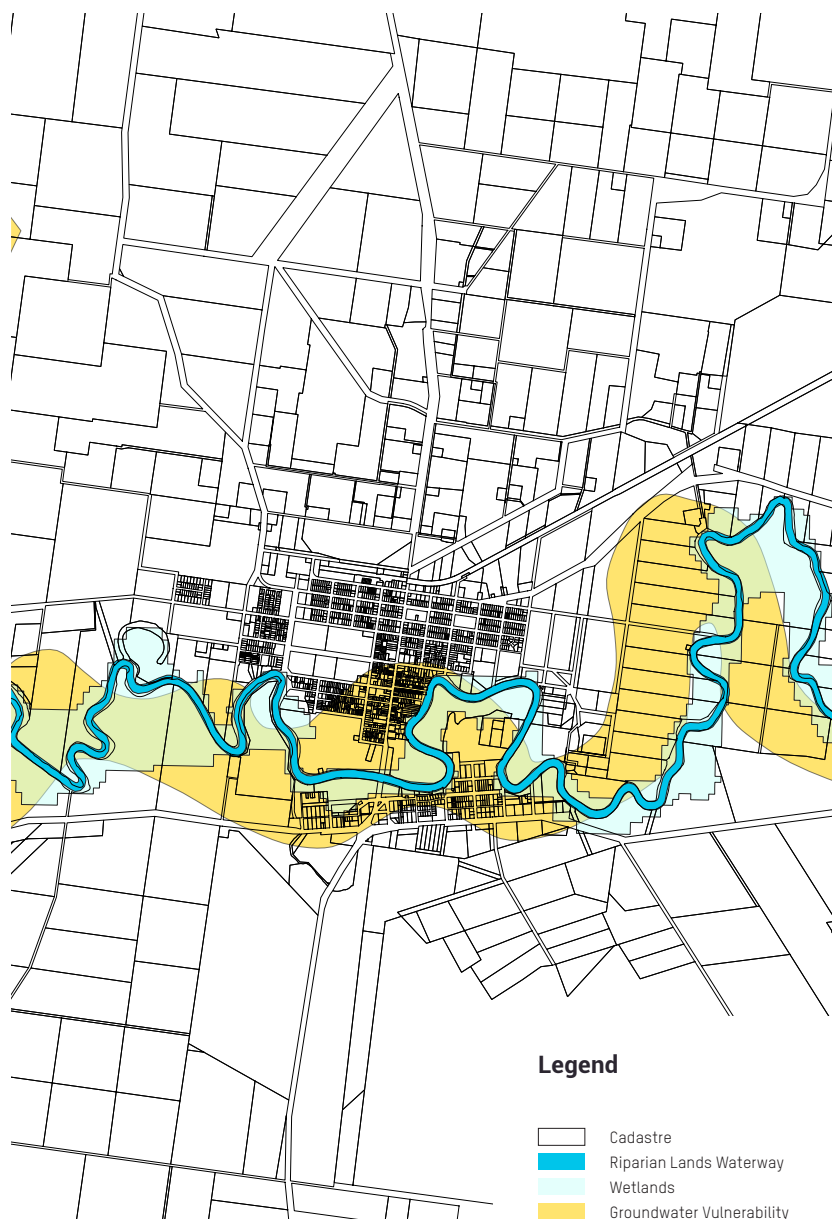 Legend
Cadastre
Riparian Lands Waterway
Wetlands
Groundwater Vulnerability